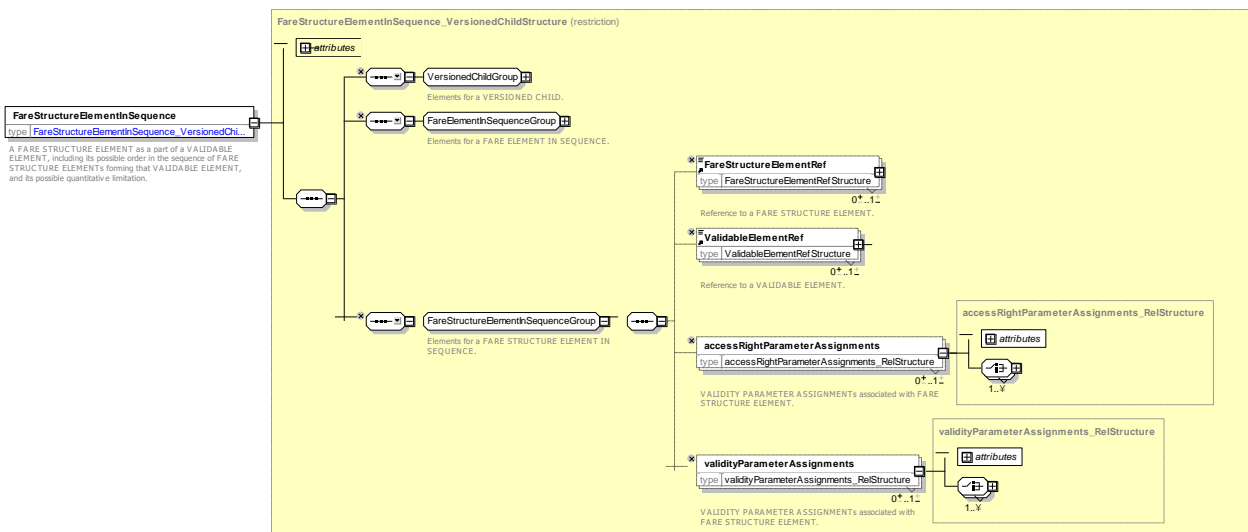 FareStructureElementInSequence_VersionedChildStructure (restriction)
attributes
VersionedChildGroup
Elements for a VERSIONED CHILD.
FareStructureElementInSequence
type FareStructureElementInSequence_VersionedChi...
A FARE STRUCTURE ELEMENT as a part of a VALIDABLE
ELEMENT, including its possible order in the sequence of FARE
STRUCTURE ELEMENTs forming that VALIDABLE ELEMENT,
and its possible quantitative limitation.
FareElementInSequenceGroup
Elements for a FARE ELEMENT IN SEQUENCE.
FareStructureElementRef
type FareStructureElementRefStructure
0..1
Reference to a FARE STRUCTURE ELEMENT.
ValidableElementRef
type ValidableElementRefStructure
0..1
Reference to a VALIDABLE ELEMENT.
FareStructureElementInSequenceGroup
Elements for a FARE STRUCTURE ELEMENT IN
SEQUENCE.
accessRightParameterAssignments
type accessRightParameterAssignments_RelStructure
0..1
VALIDITY PARAMETER ASSIGNMENTs associated with FARE
STRUCTURE ELEMENT.
accessRightParameterAssignments_RelStructure
attributes
1..¥
validityParameterAssignments
type validityParameterAssignments_RelStructure
0..1
VALIDITY PARAMETER ASSIGNMENTs associated with
FARE STRUCTURE ELEMENT.
validityParameterAssignments_RelStructure
attributes
1..¥